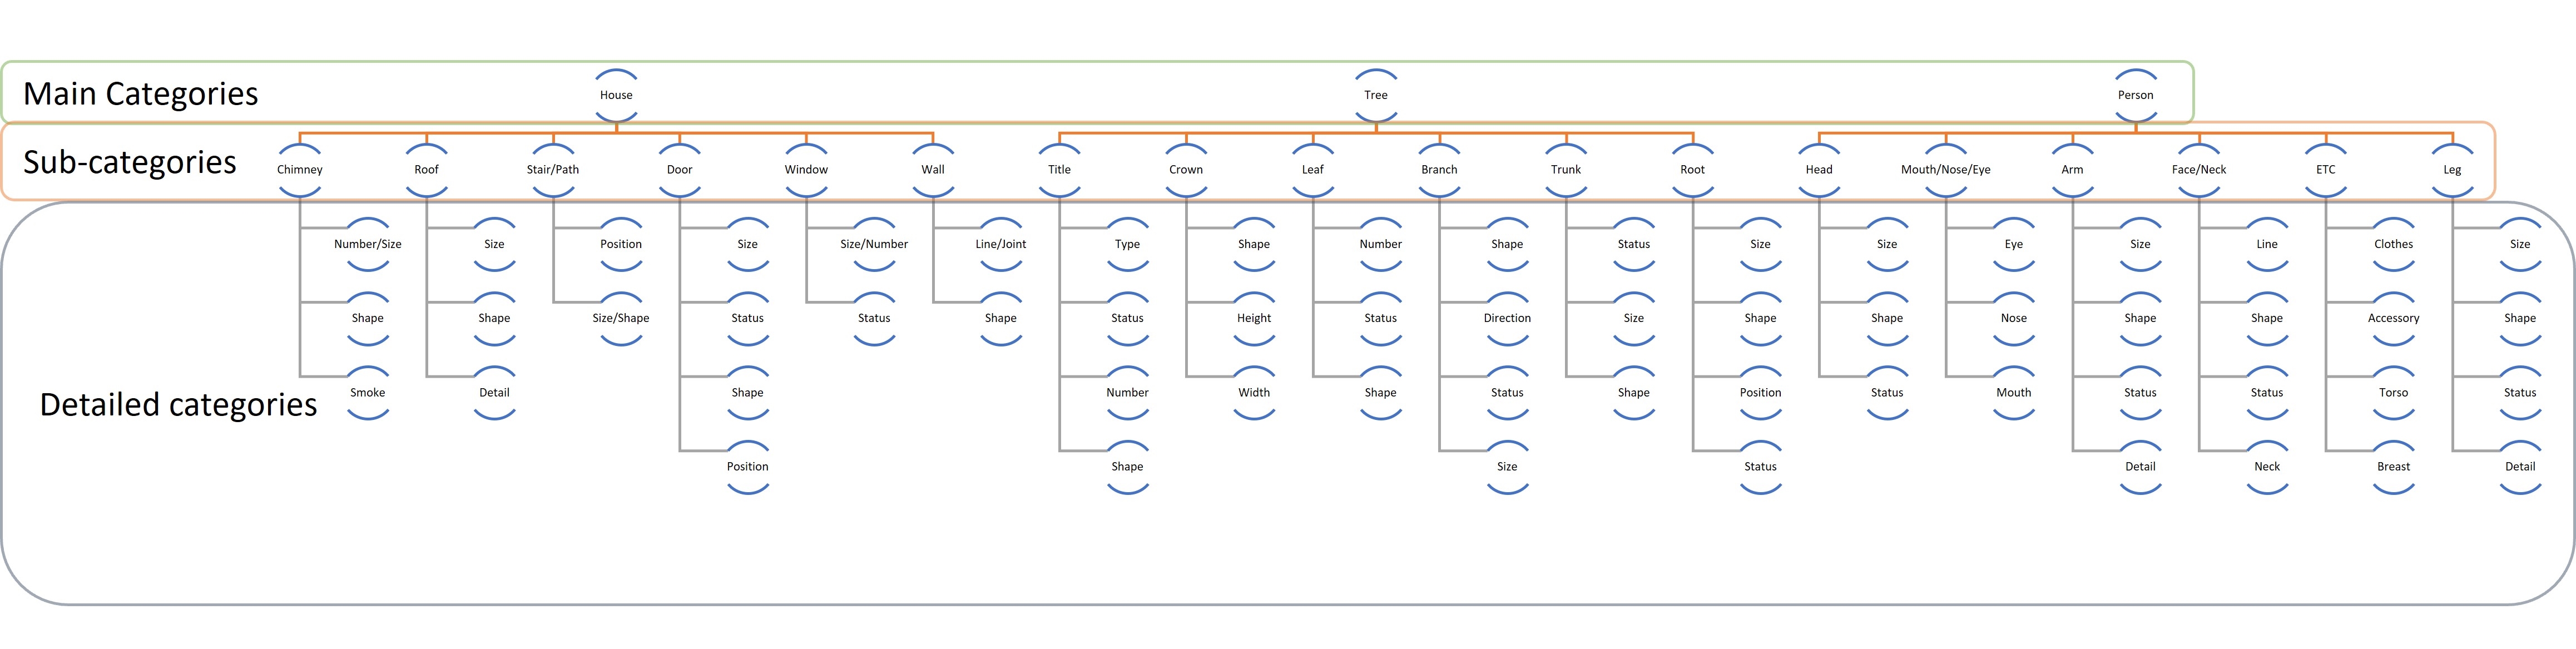 Main Categories
House
Tree
Person
Sub-categories
Chimney
Roof
Stair/Path
Door
Window
Wall
Title
Crown
Leaf
Branch
Trunk
Root
Head
Mouth/Nose/Eye
Arm
Face/Neck
ETC
Leg
Detailed categories
Number/Size
Shape
Smoke
Size
Shape
Detail
Position
Size/Shape
Size
Status
Shape
Position
Size/Number
Status
Line/Joint
Shape
Type
Status
Number
Shape
Shape
Height
Width
Number
Status
Shape
Shape
Direction
Status
Size
Status
Size
Shape
Size
Shape
Position
Status
Size
Shape
Status
Eye
Nose
Mouth
Size
Shape
Status
Detail
Line
Shape
Status
Neck
Clothes
Accessory
Torso
Breast
Size
Shape
Status
Detail